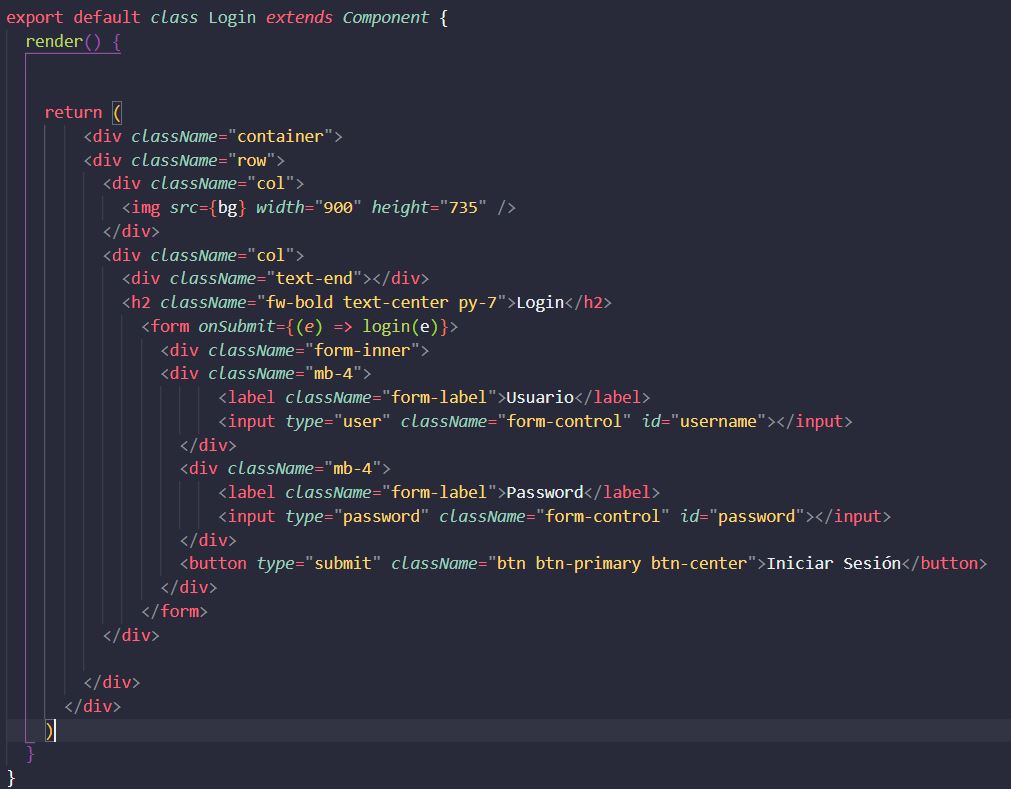 export default class Login extends Component {
render() {
return (
<div className="container">
<div className="row">
<div className="col">
<img src={bg} width="900" height="735" />
</div>
<div className="col">
<div className="text-end"></div>
<h2 className="fw-bold text-center py-7">Login</h2>
<form onSubmit={(e) => login(e)}>
<div className="form-inner">
<div className="mb-4">
<label className="form-label">Usuario</label>
<input type="user" className="form-control" id="username"></input>
</div>
<div className="mb-4">
<label className="form-label">Password</label>
<input type="password" className="form-control" id="password"></input>
</div>
<button type="submit" className="btn btn-primary btn-center">Iniciar Sesión</button>
</div>
</form>
</div>
</div>
</div>
)
}
}